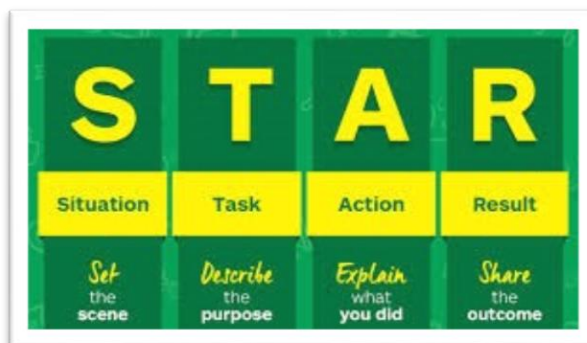 S T A R
Situation Task Action Result
Set Describe Explain Share
the the what the
scene purpose you did outcome